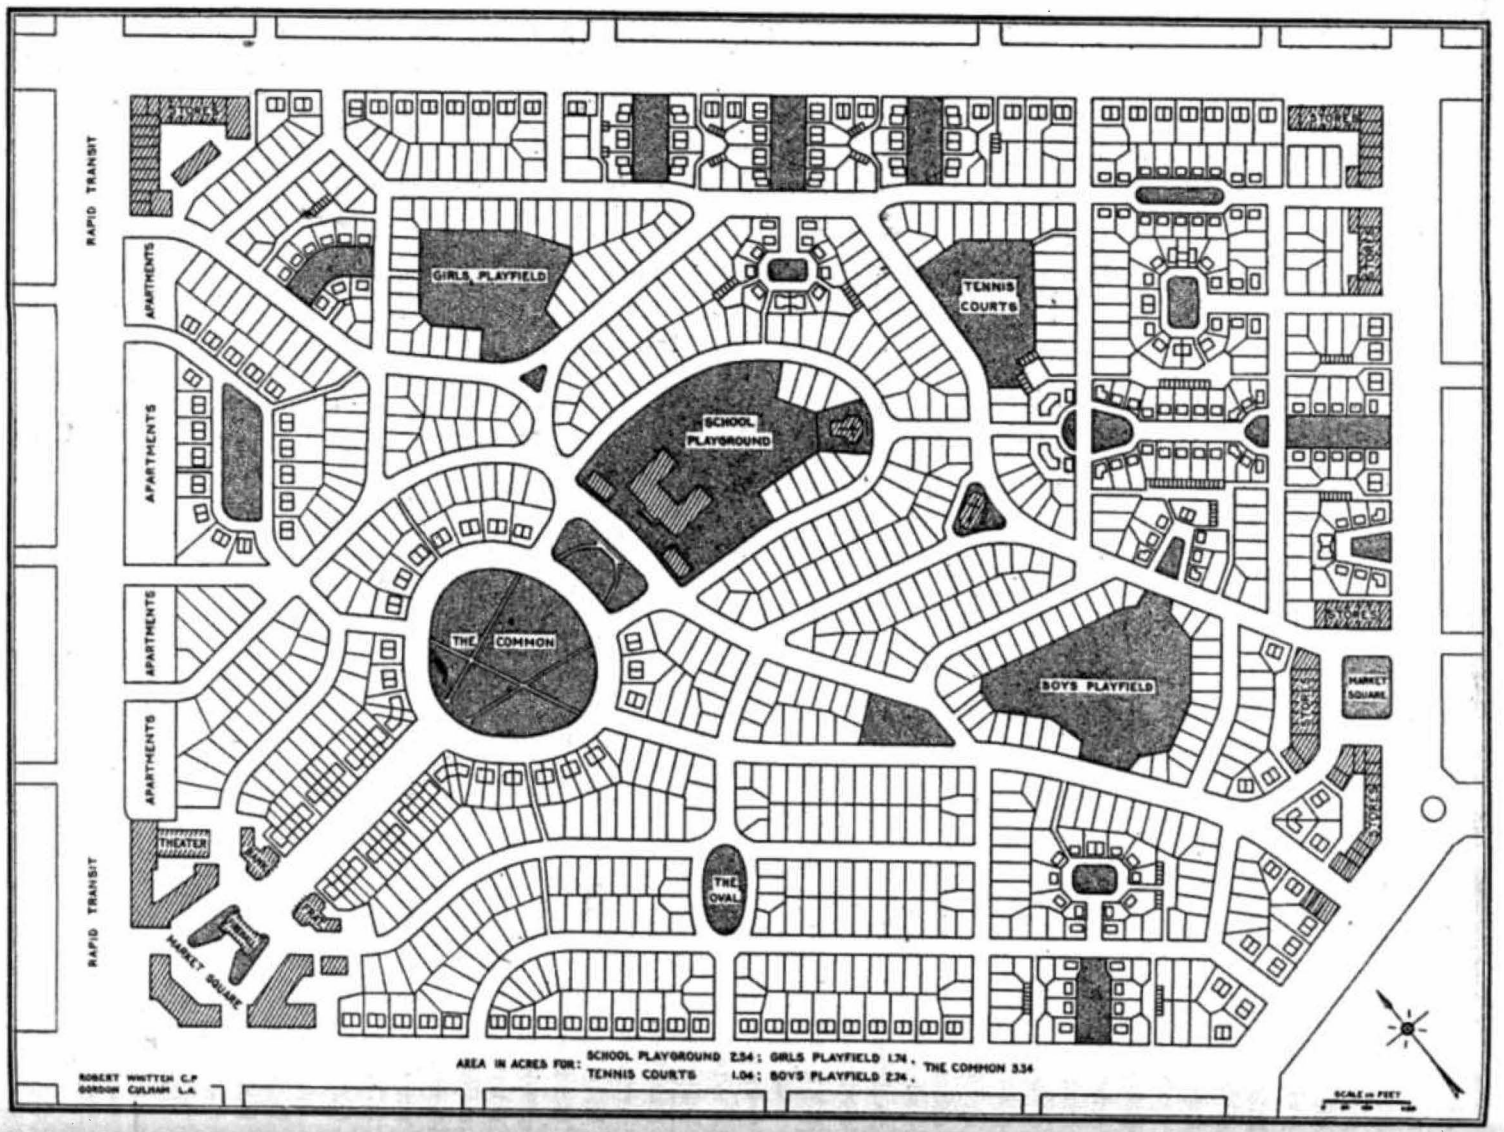 STORES
STORES
RAPID TRANSIT
APARTMENTS
GIRLS PLAYFIELD
TENNIS
COURTS
STORES
APARTMENTS
SCHOOL
PLAYGROUND
APARTMENTS
THE COMMON
STORES
BOYS PLAYFIELD
STORES
MARKET
SQUARE
APARTMENTS
STORES
THEATER
BANK
THE
OVAL
RAPID TRANSIT
MARKET SQUARE
AREA IN ACRES FOR: SCHOOL PLAYGROUND 2.54; GIRLS PLAYFIELD 1.74,
TENNIS COURTS 1.04; BOYS PLAYFIELD 2.74,
THE COMMON 3.34
ROBERT WHITTEN C.P
GORDON CULHAM L.A.
SCALE IN FEET